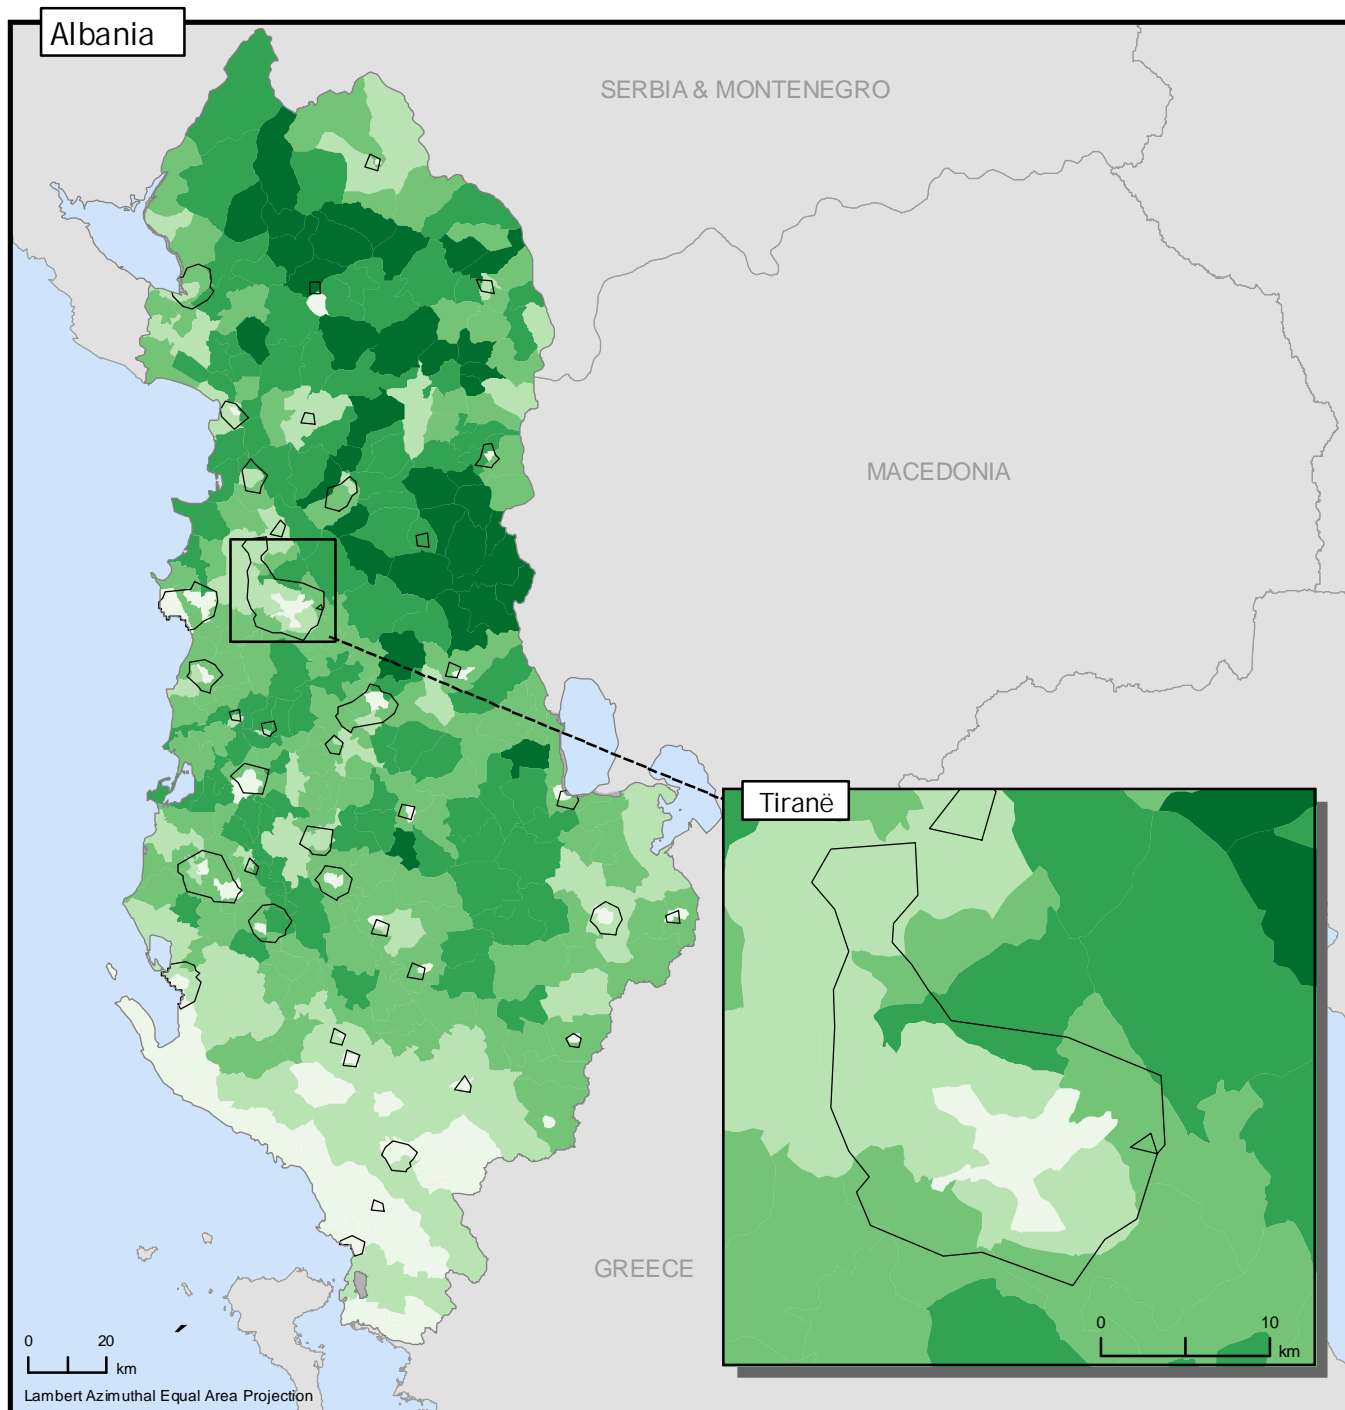 Albania
SERBIA & MONTENEGRO
MACEDONIA
Tiranë
GREECE
0 10
km
0 20
km
Lambert Azimuthal Equal Area Projection